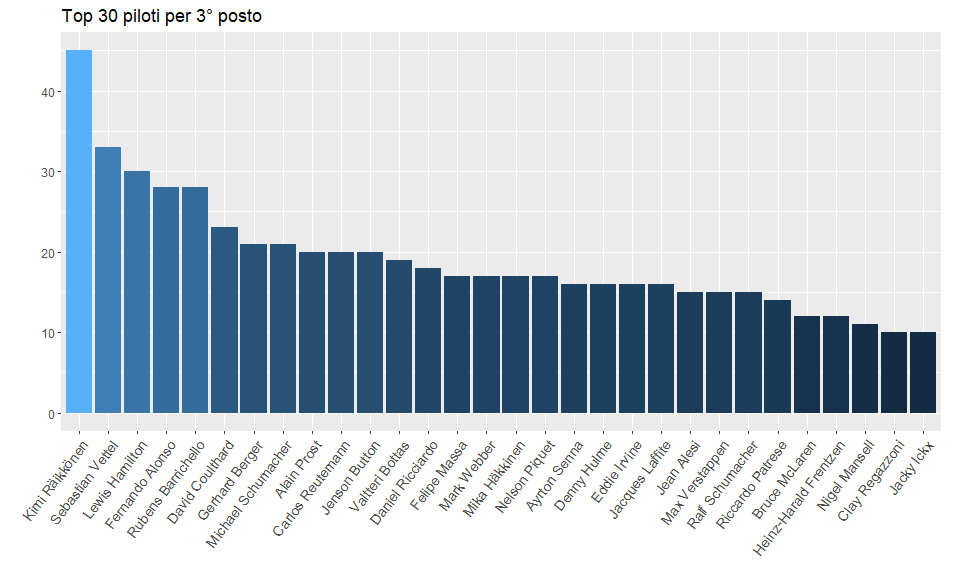 Top 30 piloti per 3° posto
40
30
20
10
0
Kimi Räikkönen
Sebastian Vettel
Lewis Hamilton
Fernando Alonso
Rubens Barrichello
David Coulthard
Gerhard Berger
Michael Schumacher
Alain Prost
Carlos Reutemann
Jenson Button
Valtteri Bottas
Daniel Ricciardo
Felipe Massa
Mark Webber
Mika Häkkinen
Nelson Piquet
Ayrton Senna
Denny Hulme
Eddie Irvine
Jacques Laffite
Jean Alesi
Max Verstappen
Ralf Schumacher
Riccardo Patrese
Bruce McLaren
Heinz-Harald Frentzen
Nigel Mansell
Clay Regazzoni
Jacky Ickx